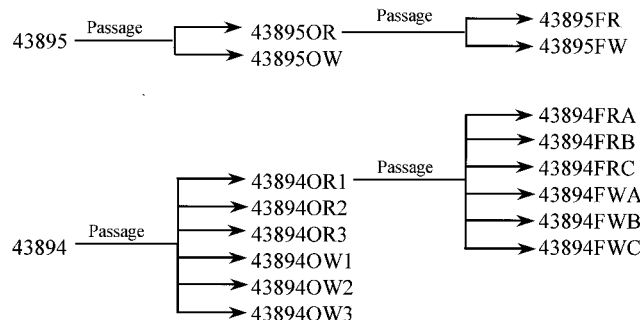 43895 Passage 43895OR Passage 43895FR
43895OW 43895FW
43894FRA
43894FRB
Passage 43894FRC
43894OR1 43894FWA
43894OR2 43894FWB
Passage 43894OR3
43894 43894OW1 43894FWC
43894OW2
43894OW3